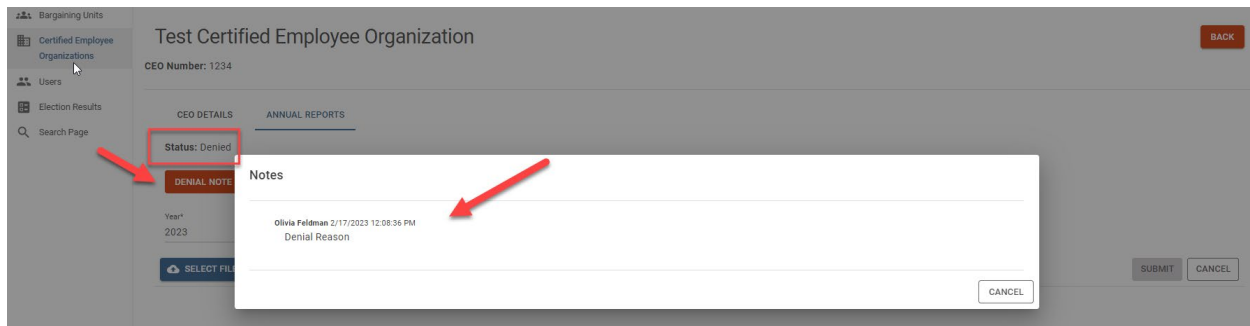 Bargaining Units
Certified Employee
Organizations
Users
Election Results
Search Page
Test Certified Employee Organization
BACK
CEO Number: 1234
CEO DETAILS
ANNUAL REPORTS
Status: Denied
DENIAL NOTE
Year*
2023
SELECT FIL
SUBMIT
CANCEL
Notes
Olivia Feldman 2/17/2023 12:08:36 PM
Denial Reason
CANCEL